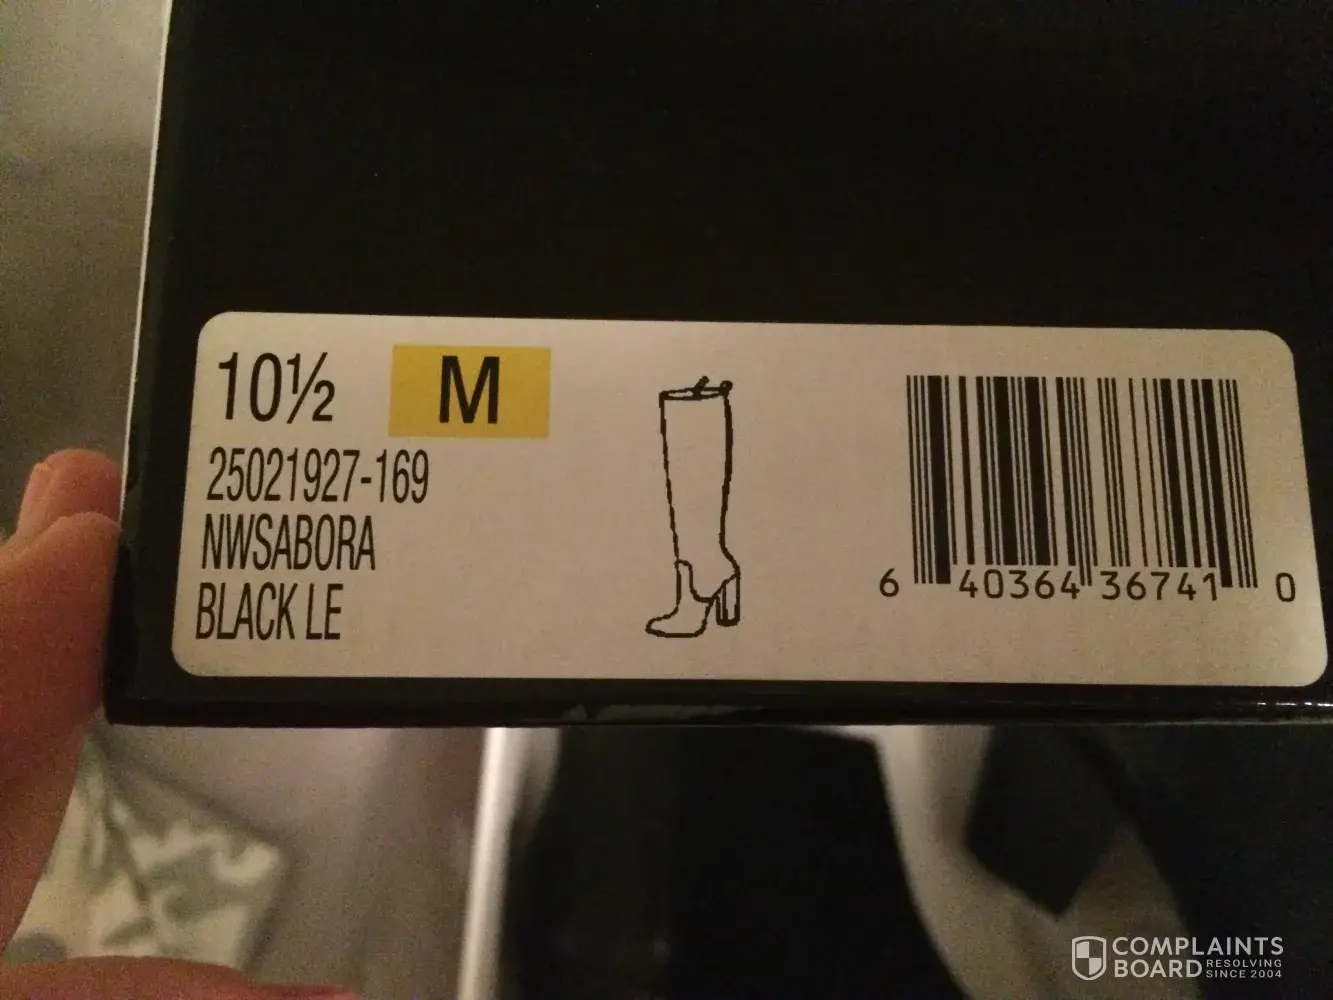 10½ M
25021927-169
NWSABORA
BLACK LE
6 40364 36741 0
COMPLAINTS
BOARD RESOLVING
SINCE 2004